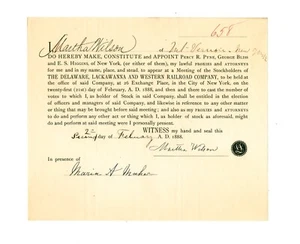 658
Martha Wilson of
DO HEREBY MAKE, CONSTITUTE and APPOINT PERCY R. PYNE, GEORGE BLISS
and E. S. HIGGINS, of New York, (or either of them), my lawful PROXIES and ATTORNEYS
for me and in my name, place, and stead, to appear at a Meeting of the Stockholders of
THE DELAWARE, LACKAWANNA AND WESTERN RAILROAD COMPANY, to be held at the
office of said Company, at 26 Exchange Place, in the City of New York, on
the twenty-first (21st) day of February, A. D. 1888, and then and there to cast the number of
votes to which I, as holder of Stock in said Company, shall be entitled in the election
officers and managers of said Company, and likewise in reference to any other matter
or thing that may be brought before said meeting; and also as my PROXIES and ATTORNEYS
to do and perform any other act or thing which I, as holder of stock as aforesaid, might
do and perform at said meeting were I personally present.
WITNESS my hand and seal this
2nd
day of February A. D. 1888.
Martha Wilson
In presence of
Maria A. Maher